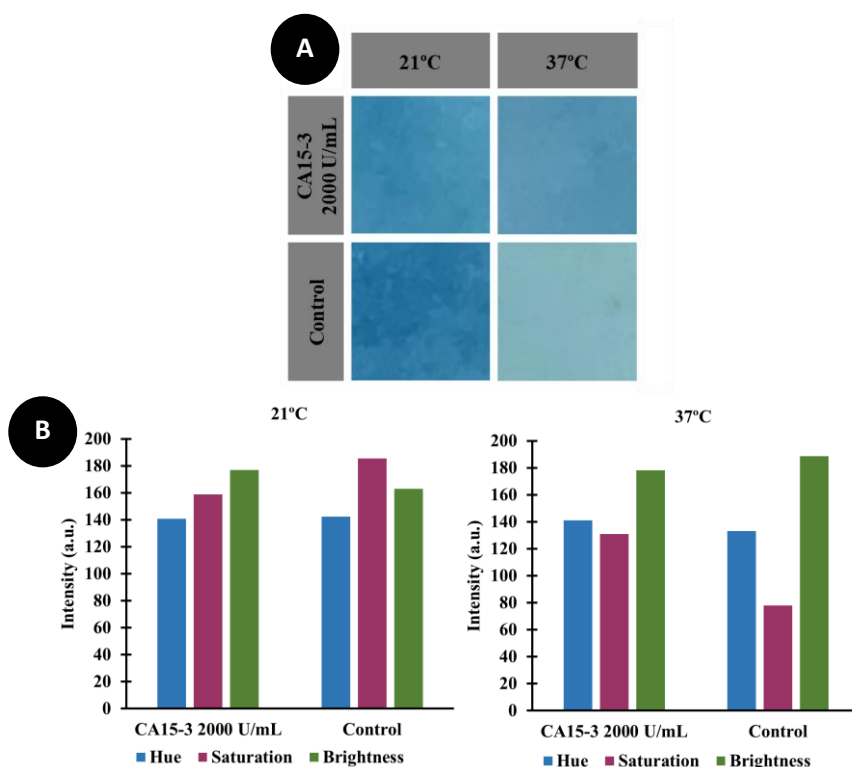 A
21ºC
37ºC
CA15-3
2000 U/mL
Control
B
21ºC
Intensity (a.u.)
200
180
160
140
120
100
80
60
40
20
0
CA15-3 2000 U/mL
Control
Hue
Saturation
Brightness
37ºC
Intensity (a.u.)
200
180
160
140
120
100
80
60
40
20
0
CA15-3 2000 U/mL
Control
Hue
Saturation
Brightness